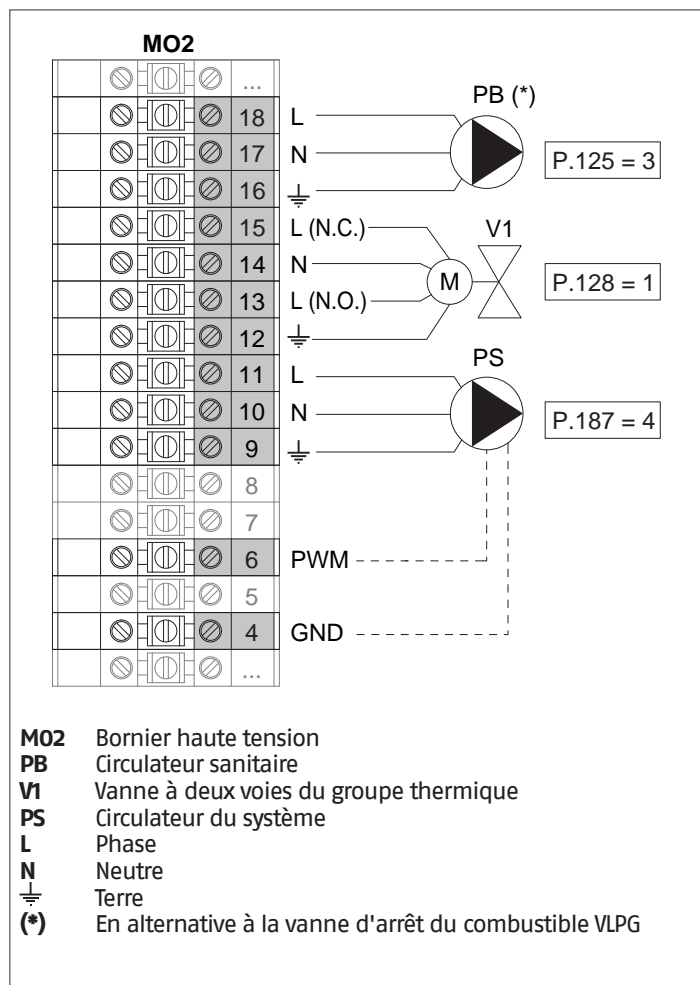 MO2
...
PB (*)
18 L
17 N
P.125 = 3
16
15 L (N.C.)
V1
14 N
M
P.128 = 1
13 L (N.O.)
12
PS
11 L
10 N
P.187 = 4
9
8
7
6 PWM
5
4 GND
...
MO2 Bornier haute tension
PB Circulateur sanitaire
V1 Vanne à deux voies du groupe thermique
PS Circulateur du système
L Phase
N Neutre
⏚ Terre
(*) En alternative à la vanne d'arrêt du combustible VLPG